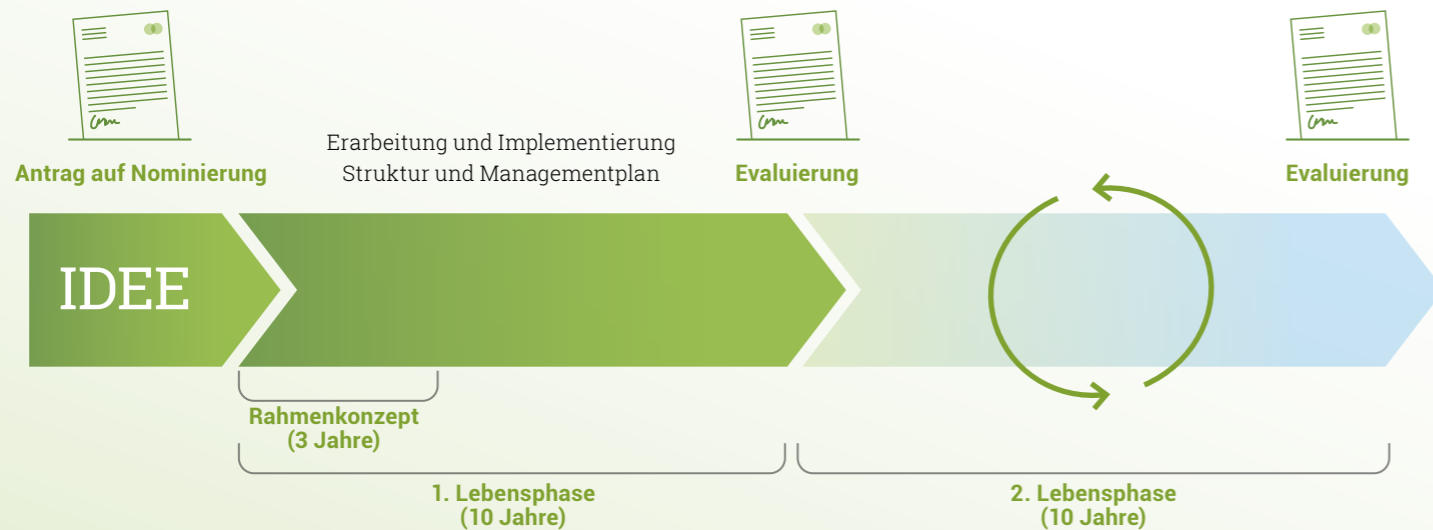 Antrag auf Nominierung
Erarbeitung und Implementierung
Struktur und Managementplan
Evaluierung
Evaluierung
IDEE
Rahmenkonzept
(3 Jahre)
1. Lebensphase
(10 Jahre)
2. Lebensphase
(10 Jahre)